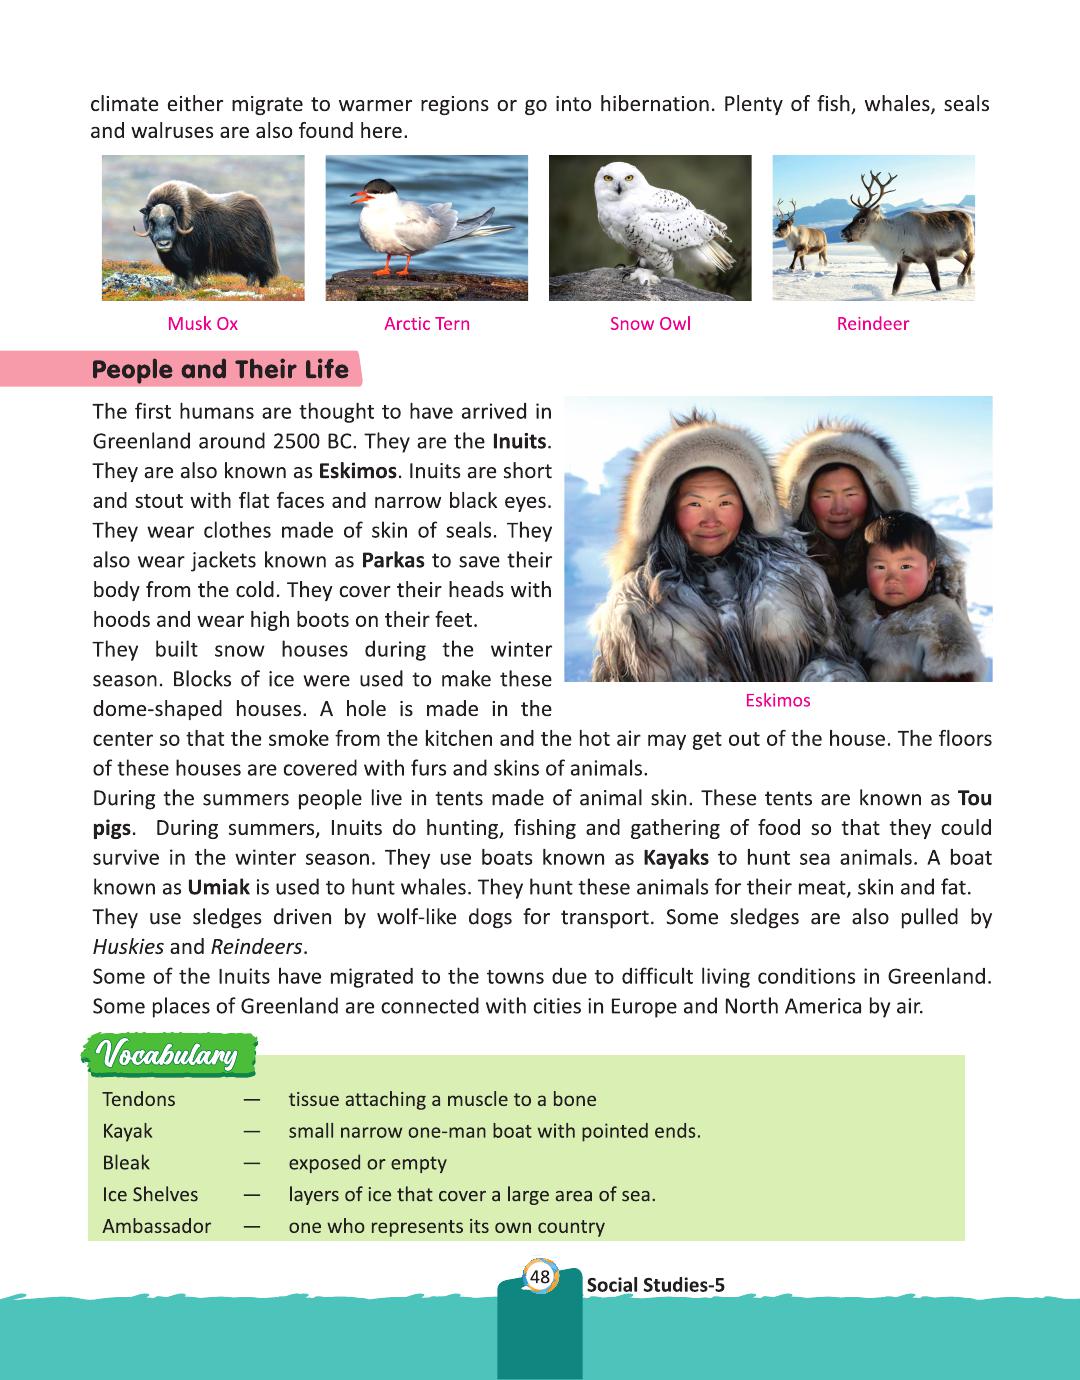 climate either migrate to warmer regions or go into hibernation. Plenty of fish, whales, seals
and walruses are also found here.
Musk Ox
Arctic Tern
Snow Owl
Reindeer
People and Their Life
The first humans are thought to have arrived in
Greenland around 2500 BC. They are the Inuits.
They are also known as Eskimos. Inuits are short
and stout with flat faces and narrow black eyes.
They wear clothes made of skin of seals. They
also wear jackets known as Parkas to save their
body from the cold. They cover their heads with
hoods and wear high boots on their feet.
They built snow houses during the winter
season. Blocks of ice were used to make these
dome-shaped houses. A hole is made in the
Eskimos
center so that the smoke from the kitchen and the hot air may get out of the house. The floors
of these houses are covered with furs and skins of animals.
During the summers people live in tents made of animal skin. These tents are known as Tou
pigs. During summers, Inuits do hunting, fishing and gathering of food so that they could
survive in the winter season. They use boats known as Kayaks to hunt sea animals. A boat
known as Umiak is used to hunt whales. They hunt these animals for their meat, skin and fat.
They use sledges driven by wolf-like dogs for transport. Some sledges are also pulled by
Huskies and Reindeers.
Some of the Inuits have migrated to the towns due to difficult living conditions in Greenland.
Some places of Greenland are connected with cities in Europe and North America by air.
Vocabulary
Tendons — tissue attaching a muscle to a bone
Kayak — small narrow one-man boat with pointed ends.
Bleak — exposed or empty
Ice Shelves — layers of ice that cover a large area of sea.
Ambassador — one who represents its own country
48
Social Studies-5